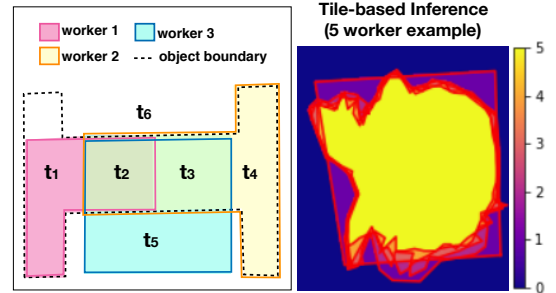 worker 1
worker 3
worker 2
object boundary
t6
t1
t2
t3
t4
t5
Tile-based Inference
(5 worker example)
5
4
3
2
1
0